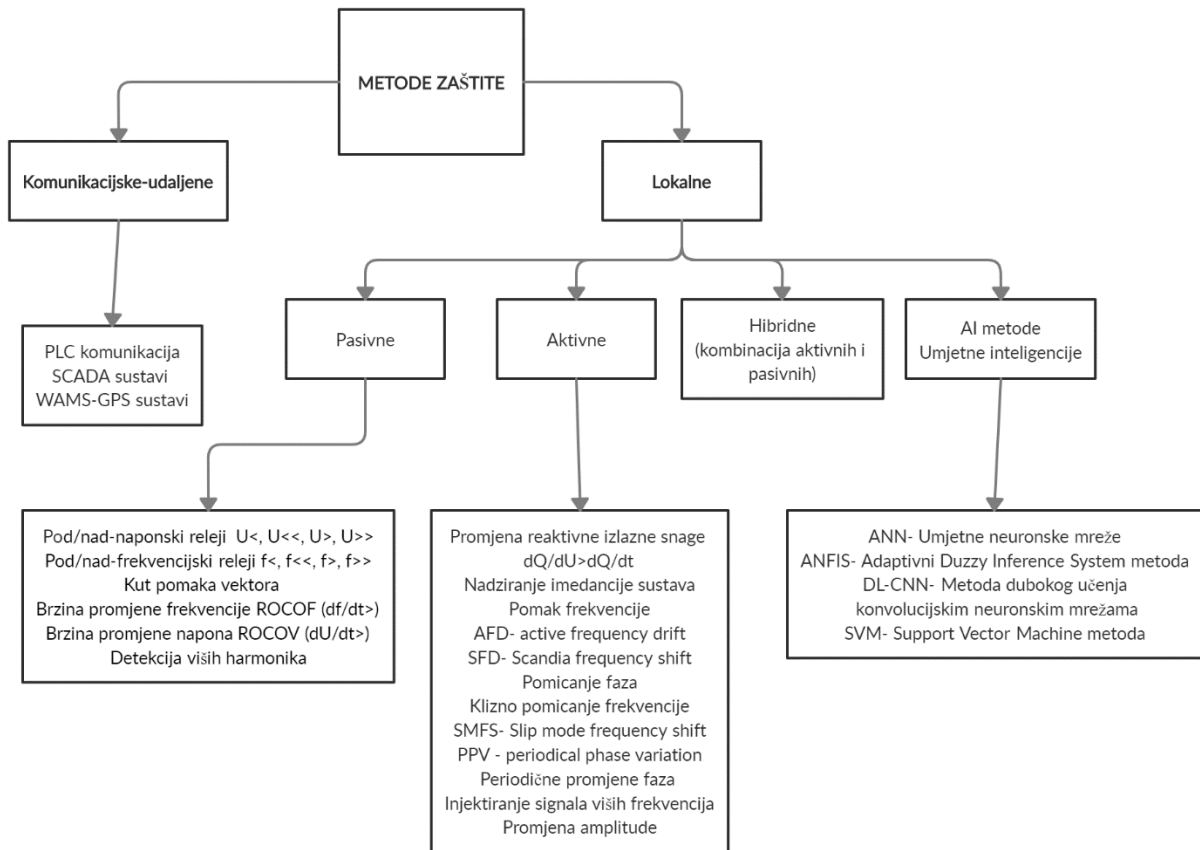 METODE ZAŠTITE
Komunikacijske-udaljene
Lokalne
Pasivne
Aktivne
Hibridne
(kombinacija aktivnih i
pasivnih)
AI metode
Umjetne inteligencije
PLC komunikacija
SCADA sustavi
WAMS-GPS sustavi
Pod/nad-naponski releji U<, U<<, U>, U>>
Pod/nad-frekvencijski releji f<, f<<, f>, f>>
Kut pomaka vektora
Brzina promjene frekvencije ROCOF (df/dt>)
Brzina promjene napona ROCOV (dU/dt>)
Detekcija viših harmonika
Promjena reaktivne izlazne snage
dQ/dU>dQ/dt
Nadziranje imedancije sustava
Pomak frekvencije
AFD- active frequency drift
SFD- Scandia frequency shift
Pomicanje faza
Klizno pomicanje frekvencije
SMFS- Slip mode frequency shift
PPV - periodical phase variation
Periodične promjene faza
Injektiranje signala viših frekvencija
Promjena amplitude
ANN- Umjetne neuronske mreže
ANFIS- Adaptivni Duzzy Inference System metoda
DL-CNN- Metoda dubokog učenja
konvolucijskim neuronskim mrežama
SVM- Support Vector Machine metoda